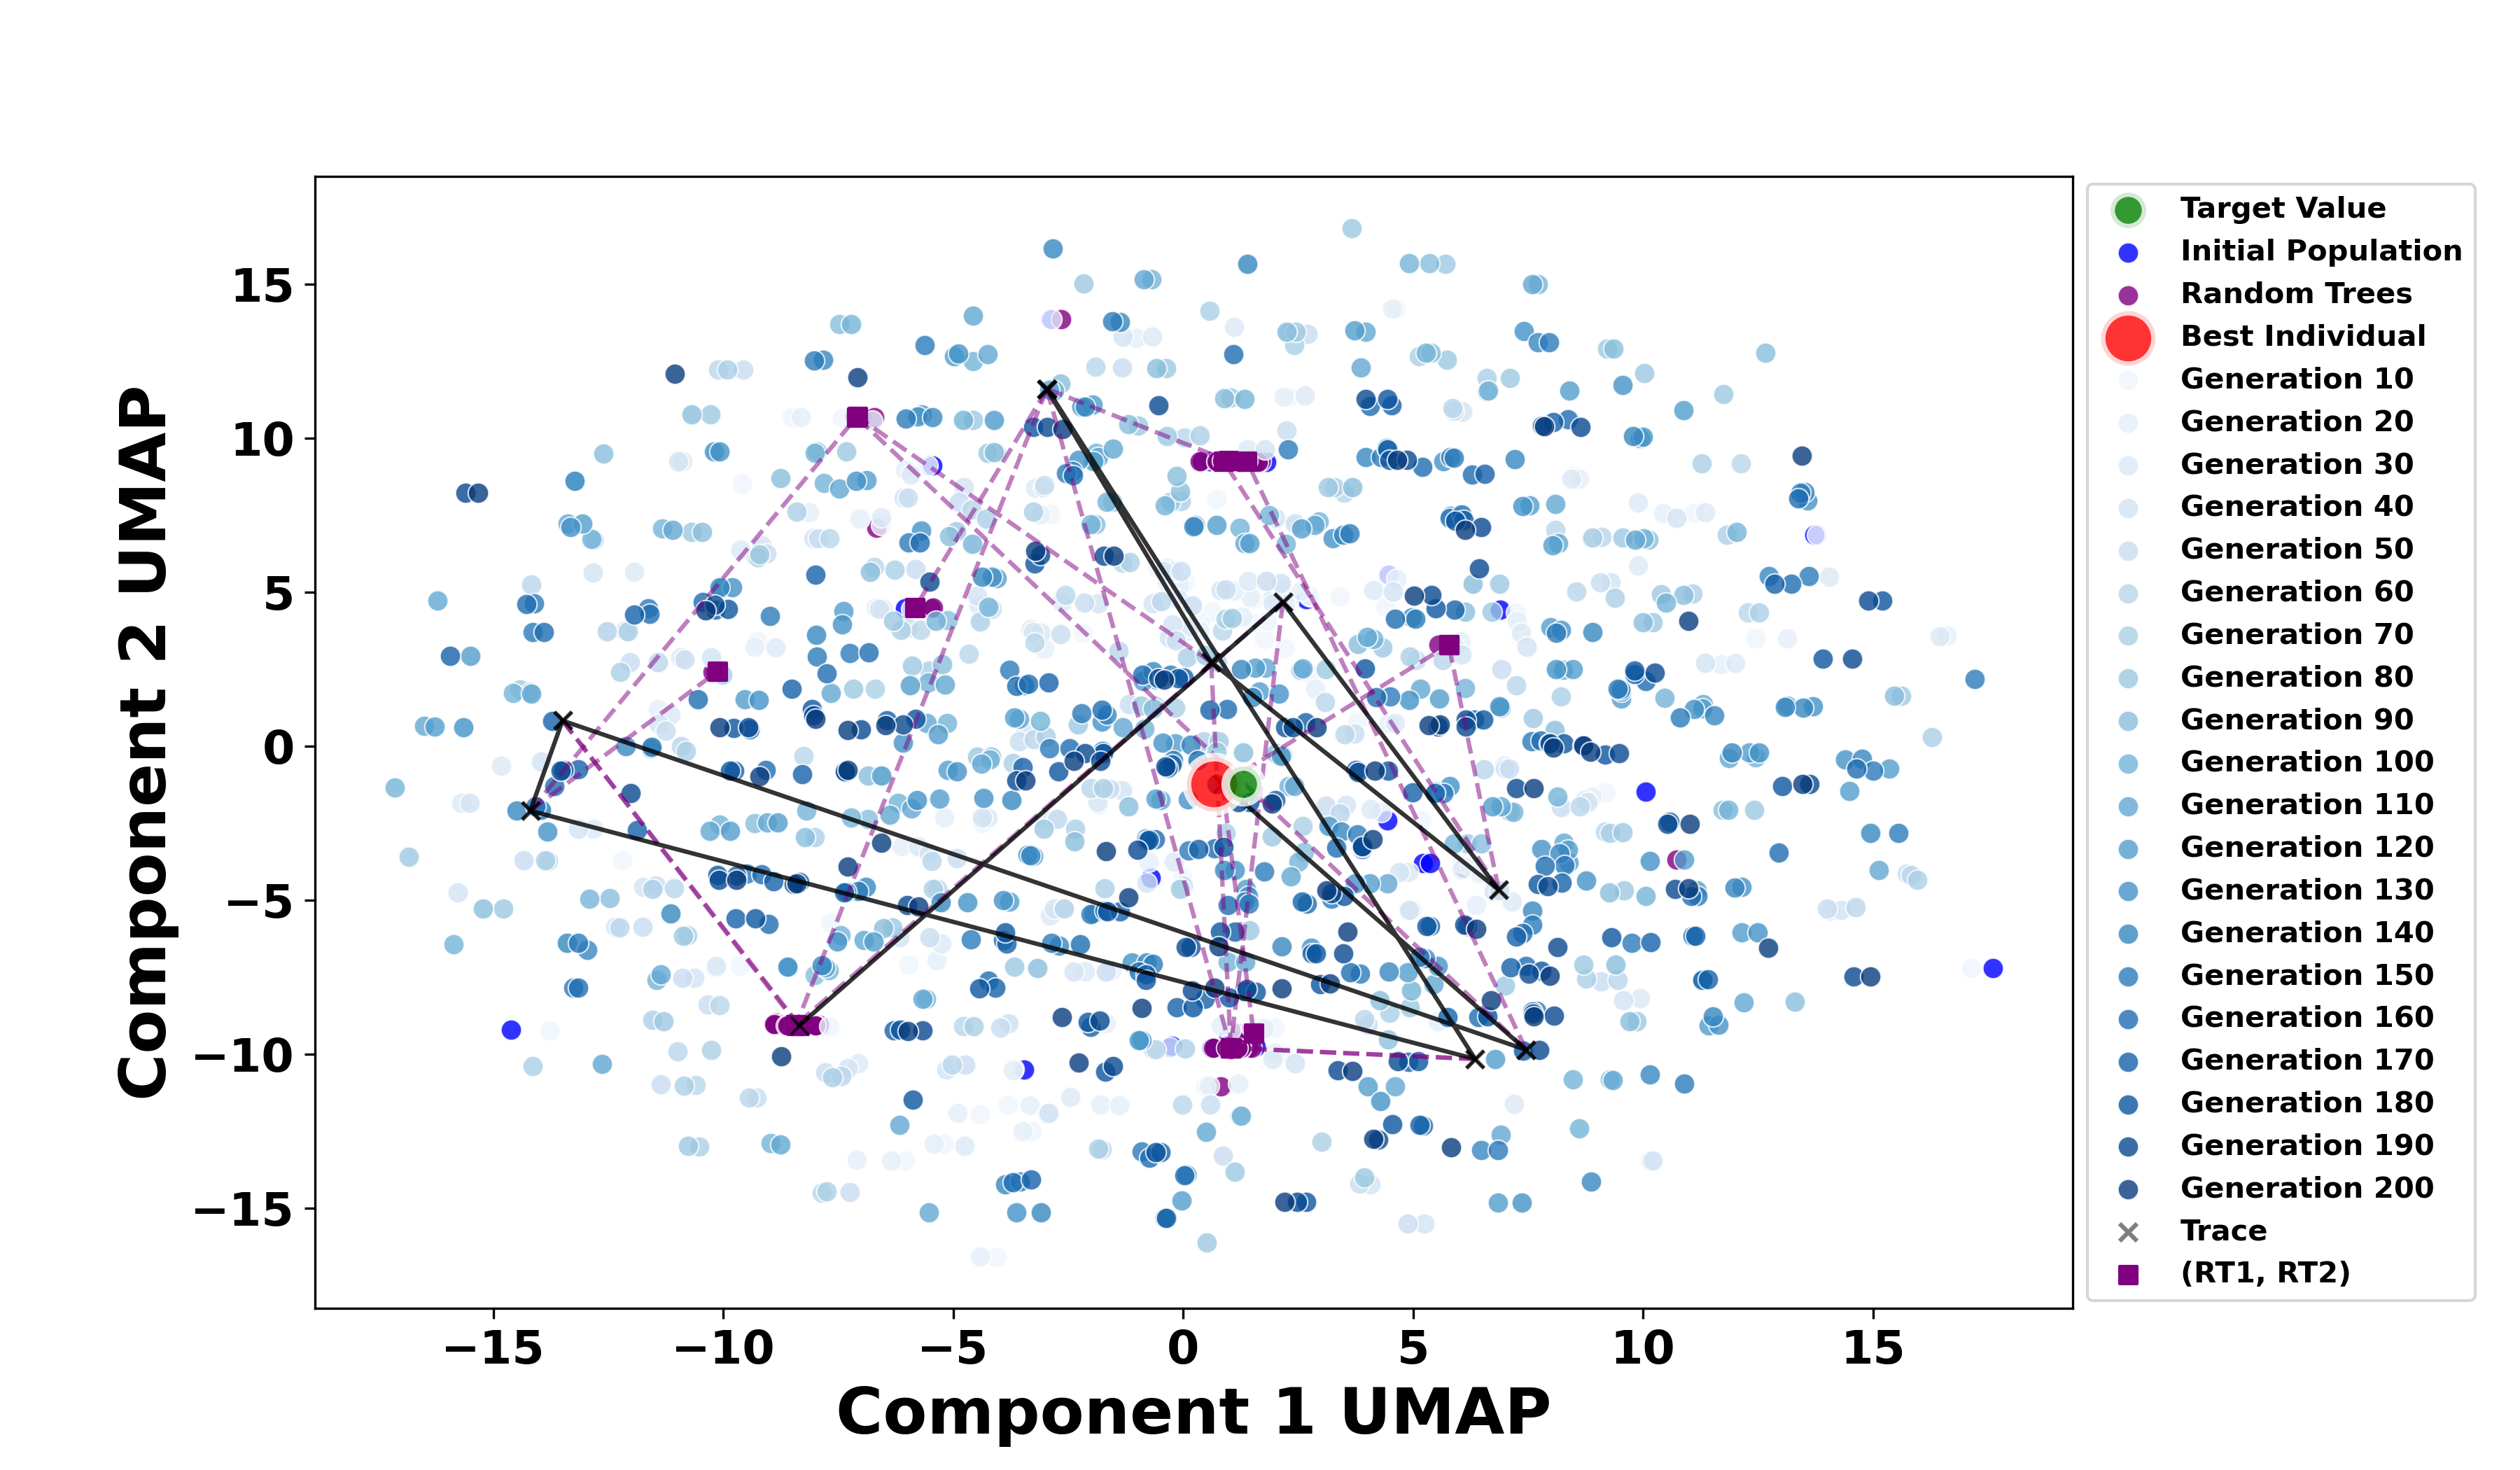 15
10
5
0
−5
−10
−15
Component 2 UMAP
−15
−10
−5
0
5
10
15
Component 1 UMAP
Target Value
Initial Population
Random Trees
Best Individual
Generation 10
Generation 20
Generation 30
Generation 40
Generation 50
Generation 60
Generation 70
Generation 80
Generation 90
Generation 100
Generation 110
Generation 120
Generation 130
Generation 140
Generation 150
Generation 160
Generation 170
Generation 180
Generation 190
Generation 200
Trace
(RT1, RT2)